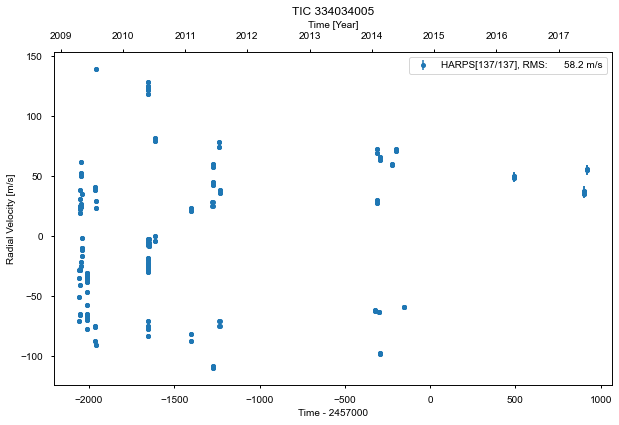 TIC 334034005
Time [Year]
2009 2010 2011 2012 2013 2014 2015 2016 2017
HARPS[137/137], RMS: 58.2 m/s
150
100
50
0
−50
−100
Radial Velocity [m/s]
−2000 −1500 −1000 −500 0 500 1000
Time - 2457000